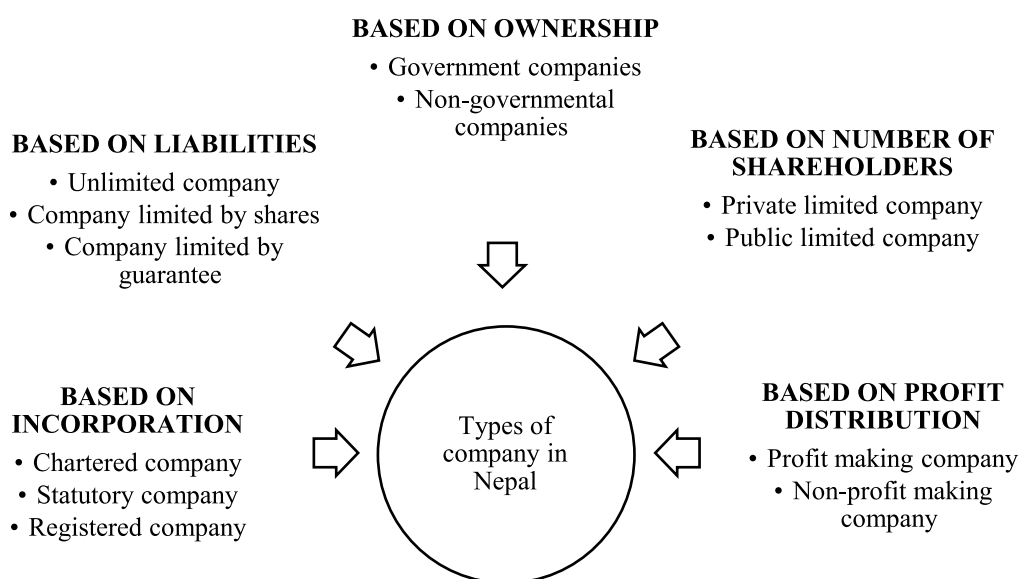 BASED ON OWNERSHIP
• Government companies
• Non-governmental
companies
BASED ON LIABILITIES
• Unlimited company
• Company limited by shares
• Company limited by
guarantee
BASED ON NUMBER OF
SHAREHOLDERS
• Private limited company
• Public limited company
BASED ON
INCORPORATION
• Chartered company
• Statutory company
• Registered company
Types of
company in
Nepal
BASED ON PROFIT
DISTRIBUTION
• Profit making company
• Non-profit making
company